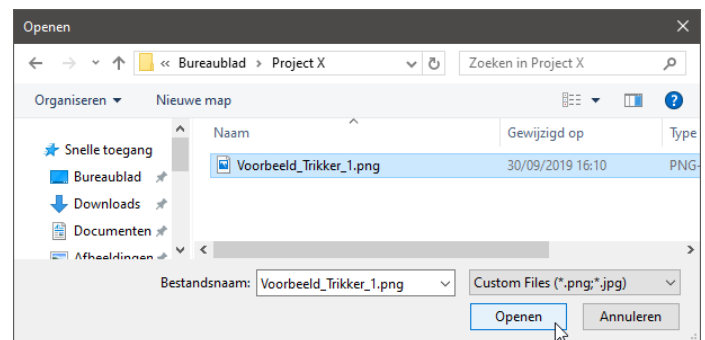 Openen
« Bureaublad > Project X
Zoeken in Project X
Organiseren
Nieuwe map
Naam
Gewijzigd op
Type
Snelle toegang
Bureaublad
Downloads
Documenten
Afbeeldingen
Voorbeeld_Trikker_1.png
30/09/2019 16:10
PNG-
Bestandsnaam:
Voorbeeld_Trikker_1.png
Custom Files (*.png;*.jpg)
Openen
Annuleren